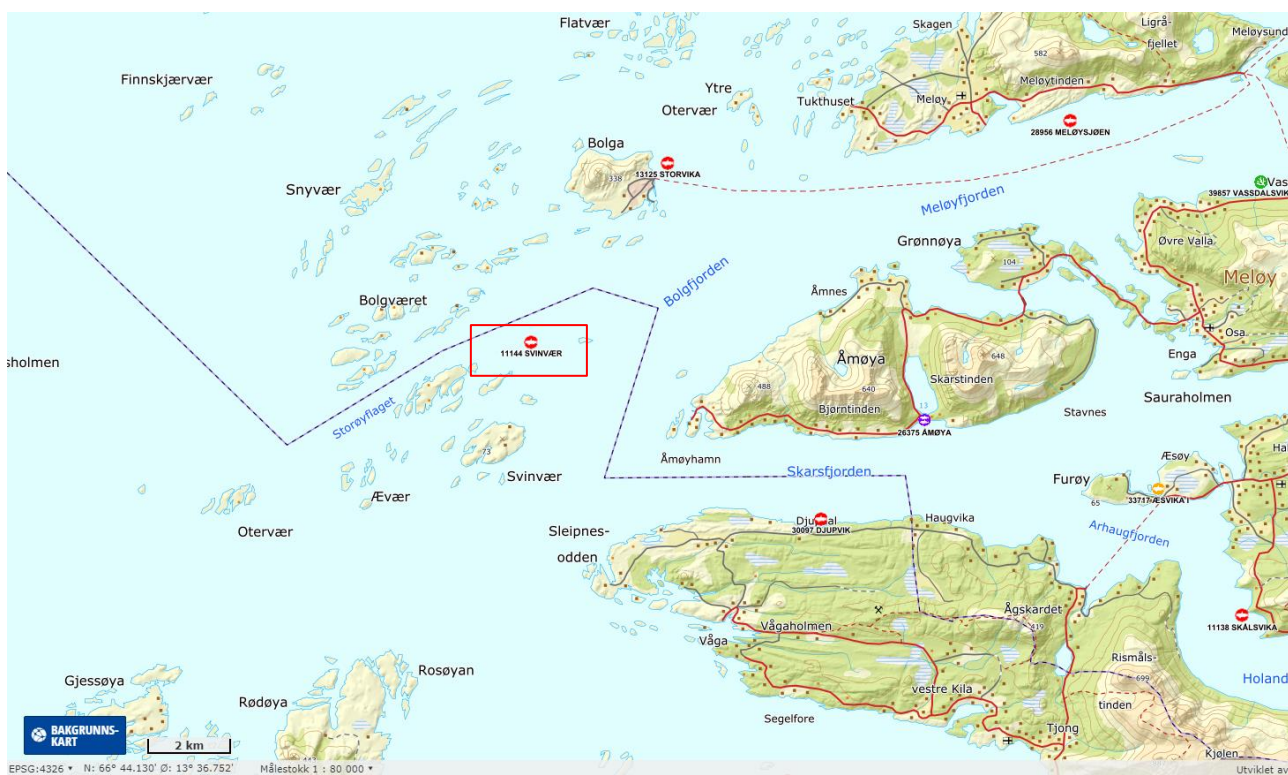 Flatvær
Skagen
Ligrå-
fjellet
Meløysund
582
Finnskjærvær
Meløytinden
Ytre
Otervær
Tukthuset
Meløy
28956 MELØYSJØEN
Bolga
338
13125 STORVIKA
Snyvær
Vas
39857 VASSDALSVIK
Meløyfjorden
Grønnøya
104
Øvre Valla
Meløy
Bolgfjorden
Åmnes
Bolgværet
Osa
11144 SVINVÆR
Enga
sholmen
Åmøya
648
Skarstinden
488
640
Sauraholmen
Bjørntinden
13
Stavnes
Storøyflaget
26375 ÅMØYA
73
Åmøyhamn
Æsøy
Ha
Svinvær
Skarsfjorden
Furøy
Ævær
65
33717 ÆSVIKA I
Otervær
Sleipnes-
odden
30097 DJUPVIK
Haugvika
Arhaugfjorden
Ågskardet
Vågaholmen
419
11138 SKÅLSVIKA
Våga
Rosøyan
Rismåls-
tinden
699
Gjessøya
Holand
Rødøya
vestre Kila
Segelfore
Tjong
BAKGRUNNS-
KART
2 km
Kjølen
EPSG:4326 N: 66° 44.130' Ø: 13° 36.752' Målestokk 1 : 80 000
Utviklet av